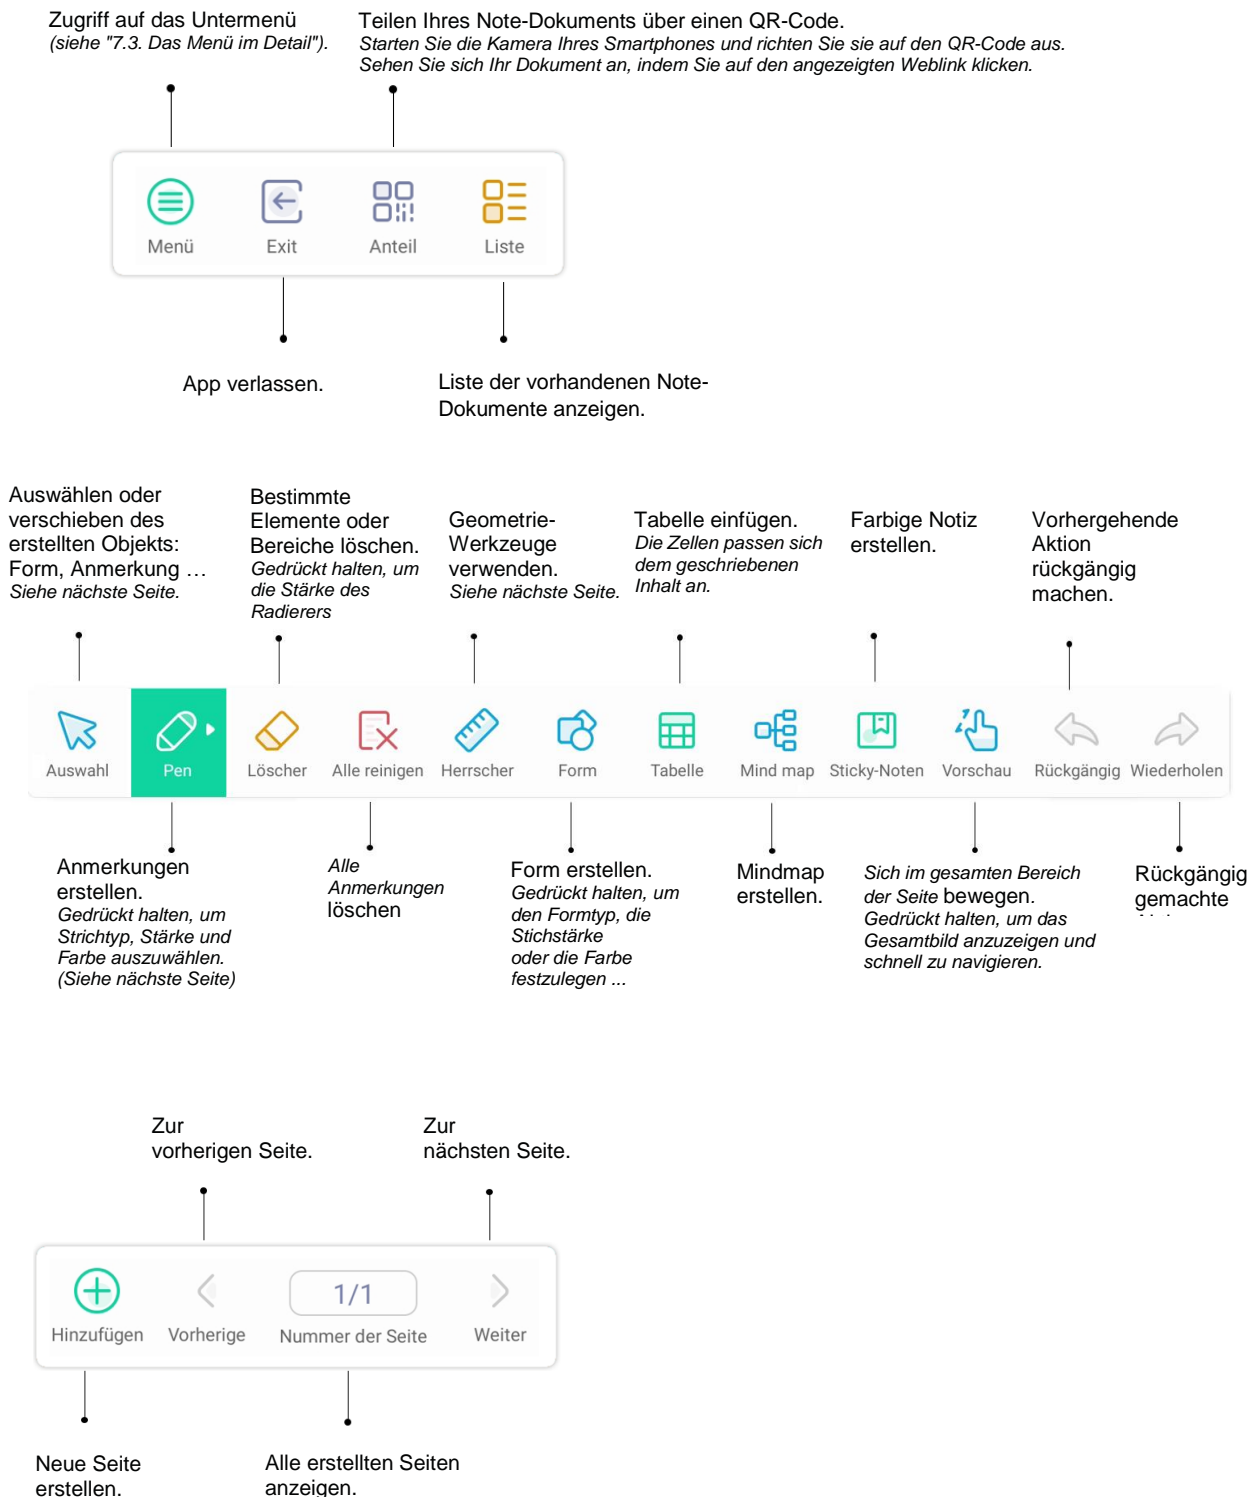 Zugriff auf das Untermenü
(siehe "7.3. Das Menü im Detail").
Teilen Ihres Note-Dokuments über einen QR-Code.
Starten Sie die Kamera Ihres Smartphones und richten Sie sie auf den QR-Code aus.
Sehen Sie sich Ihr Dokument an, indem Sie auf den angezeigten Weblink klicken.
Menü
Exit
Anteil
Liste
App verlassen.
Liste der vorhandenen Note-
Dokumente anzeigen.
Auswählen oder
verschieben des
erstellten Objekts:
Form, Anmerkung …
Siehe nächste Seite.
Bestimmte
Elemente oder
Bereiche löschen.
Gedrückt halten, um
die Stärke des
Radierers
Geometrie-
Werkzeuge
verwenden.
Siehe nächste Seite.
Tabelle einfügen.
Die Zellen passen sich
dem geschriebenen
Inhalt an.
Farbige Notiz
erstellen.
Vorhergehende
Aktion
rückgängig
machen.
Auswahl
Pen
Löscher
Alle reinigen
Herrscher
Form
Tabelle
Mind map
Sticky-Noten
Vorschau
Rückgängig
Wiederholen
Anmerkungen
erstellen.
Gedrückt halten, um
Strichtyp, Stärke und
Farbe auszuwählen.
(Siehe nächste Seite)
Alle
Anmerkungen
löschen
Form erstellen.
Gedrückt halten, um
den Formtyp, die
Stichstärke
oder die Farbe
festzulegen ...
Mindmap
erstellen.
Sich im gesamten Bereich
der Seite bewegen.
Gedrückt halten, um das
Gesamtbild anzuzeigen und
schnell zu navigieren.
Rückgängig
gemachte
Zur
vorherigen Seite.
Zur
nächsten Seite.
1/1
Hinzufügen
Vorherige
Nummer der Seite
Weiter
Neue Seite
erstellen.
Alle erstellten Seiten
anzeigen.